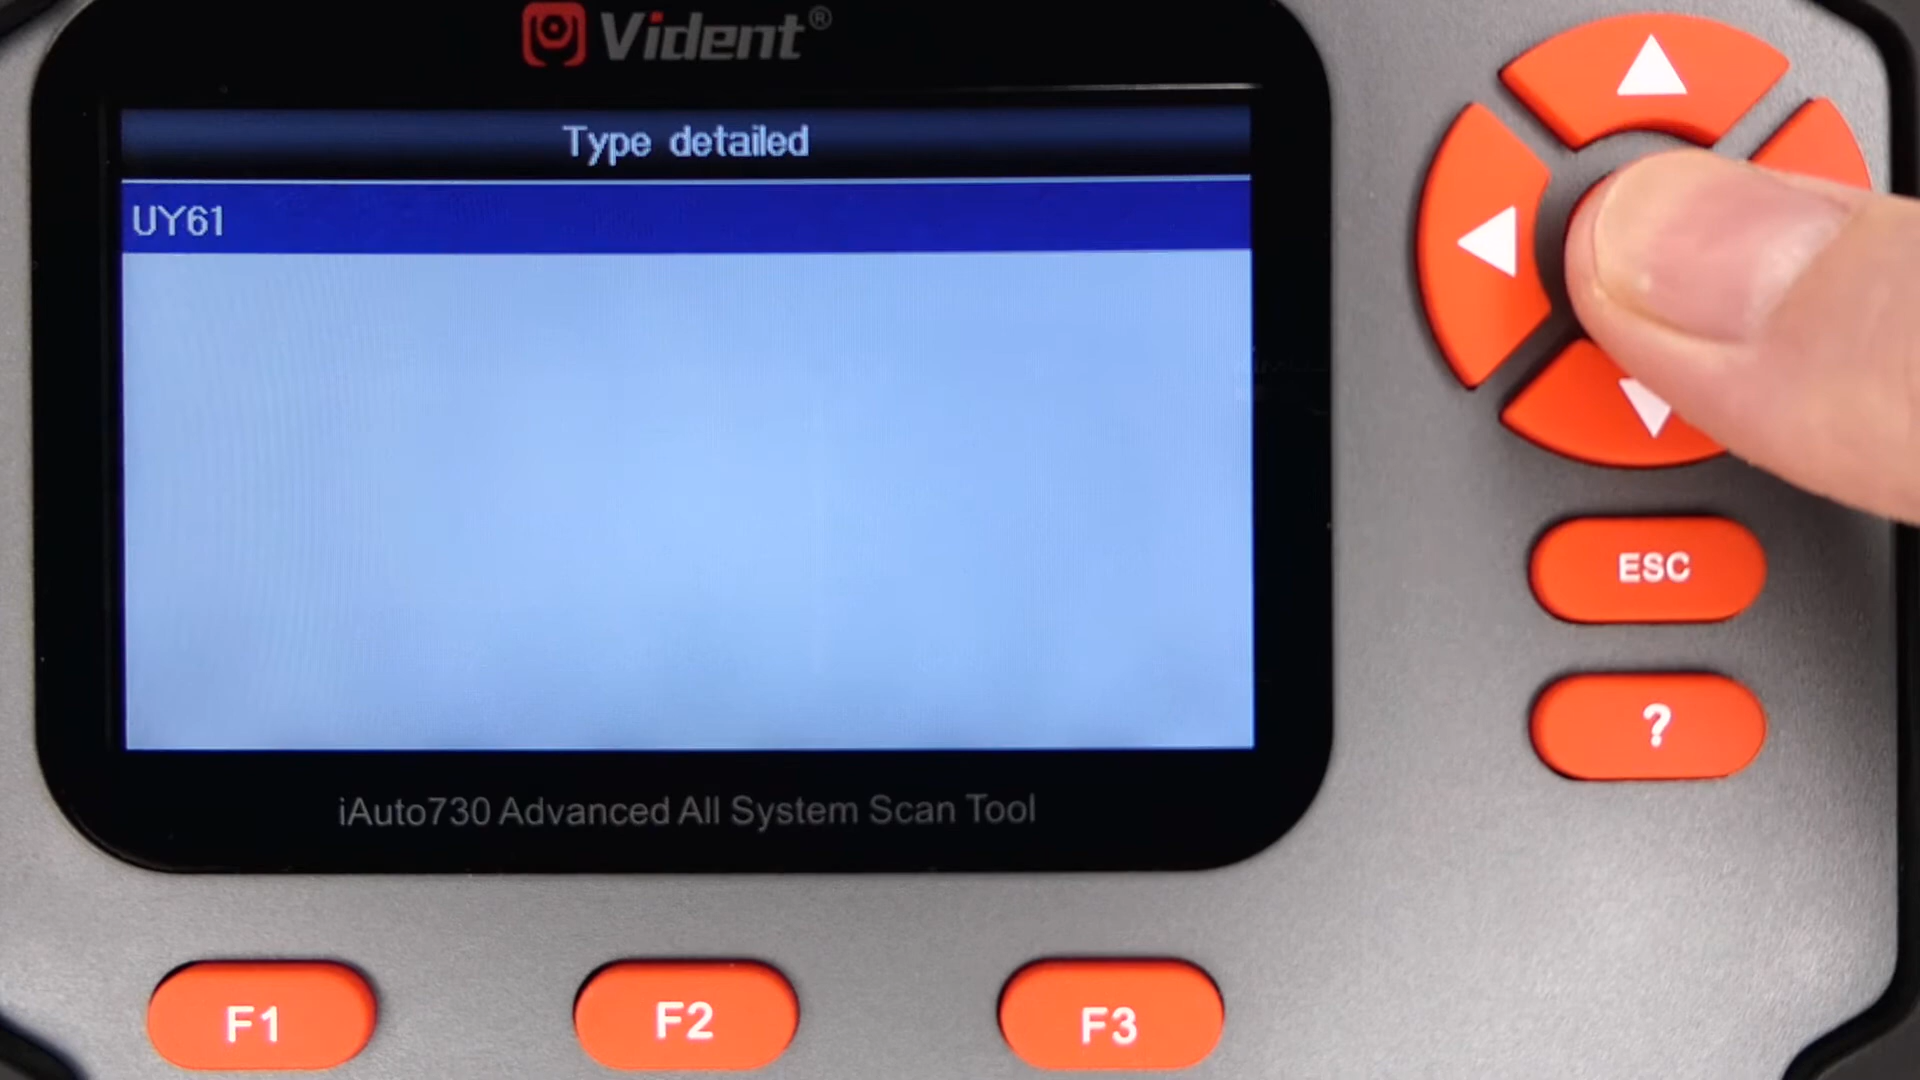 Vident®
Type detailed
UY61
iAuto730 Advanced All System Scan Tool
ESC
?
F1
F2
F3